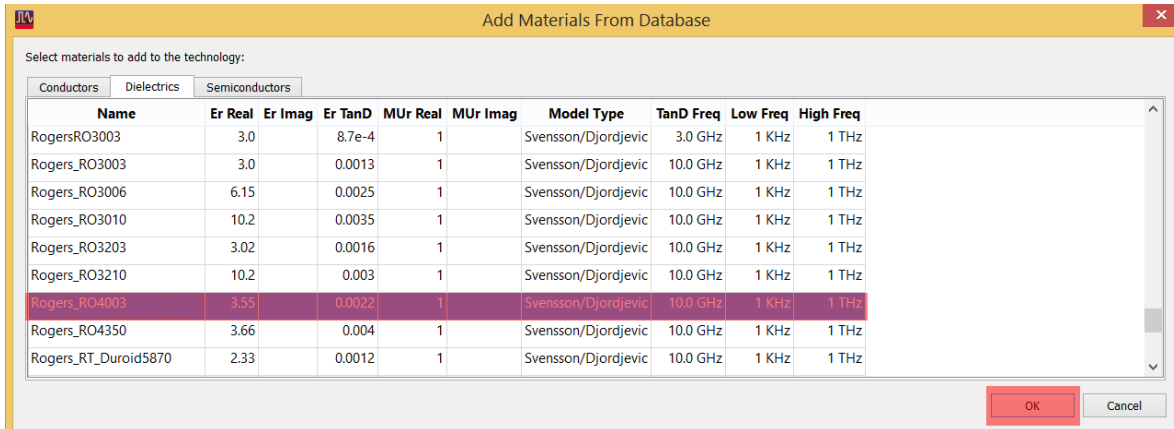 Add Materials From Database
Select materials to add to the technology:
Conductors Dielectrics Semiconductors
Name Er Real Er Imag Er TanD MUr Real MUr Imag Model Type TanD Freq Low Freq High Freq
RogersRO3003 3.0 8.7e-4 1 Svensson/Djordjevic 3.0 GHz 1 KHz 1 THz
Rogers_RO3003 3.0 0.0013 1 Svensson/Djordjevic 10.0 GHz 1 KHz 1 THz
Rogers_RO3006 6.15 0.0025 1 Svensson/Djordjevic 10.0 GHz 1 KHz 1 THz
Rogers_RO3010 10.2 0.0035 1 Svensson/Djordjevic 10.0 GHz 1 KHz 1 THz
Rogers_RO3203 3.02 0.0016 1 Svensson/Djordjevic 10.0 GHz 1 KHz 1 THz
Rogers_RO3210 10.2 0.003 1 Svensson/Djordjevic 10.0 GHz 1 KHz 1 THz
Rogers_RO4003 3.55 0.0022 1 Svensson/Djordjevic 10.0 GHz 1 KHz 1 THz
Rogers_RO4350 3.66 0.004 1 Svensson/Djordjevic 10.0 GHz 1 KHz 1 THz
Rogers_RT_Duroid5870 2.33 0.0012 1 Svensson/Djordjevic 10.0 GHz 1 KHz 1 THz
OK Cancel